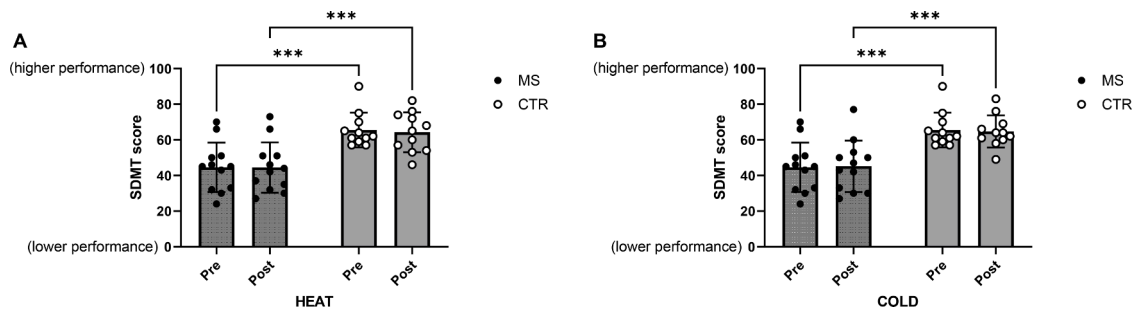 A
***
***
(higher performance)
100
80
60
40
20
0
(lower performance)
SDMT score
Pre
Post
Pre
Post
HEAT
MS
CTR
B
***
***
(higher performance)
100
80
60
40
20
0
(lower performance)
SDMT score
Pre
Post
Pre
Post
COLD
MS
CTR